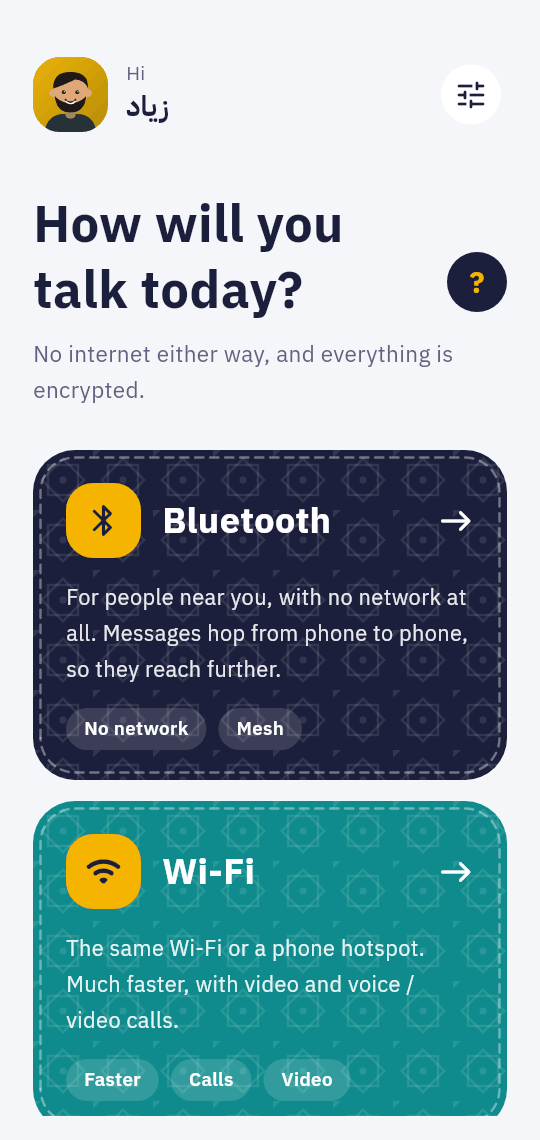 Hi
زياد
How will you
talk today?
?
No internet either way, and everything is
encrypted.
Bluetooth
For people near you, with no network at
all. Messages hop from phone to phone,
so they reach further.
No network
Mesh
Wi-Fi
The same Wi-Fi or a phone hotspot.
Much faster, with video and voice /
video calls.
Faster
Calls
Video